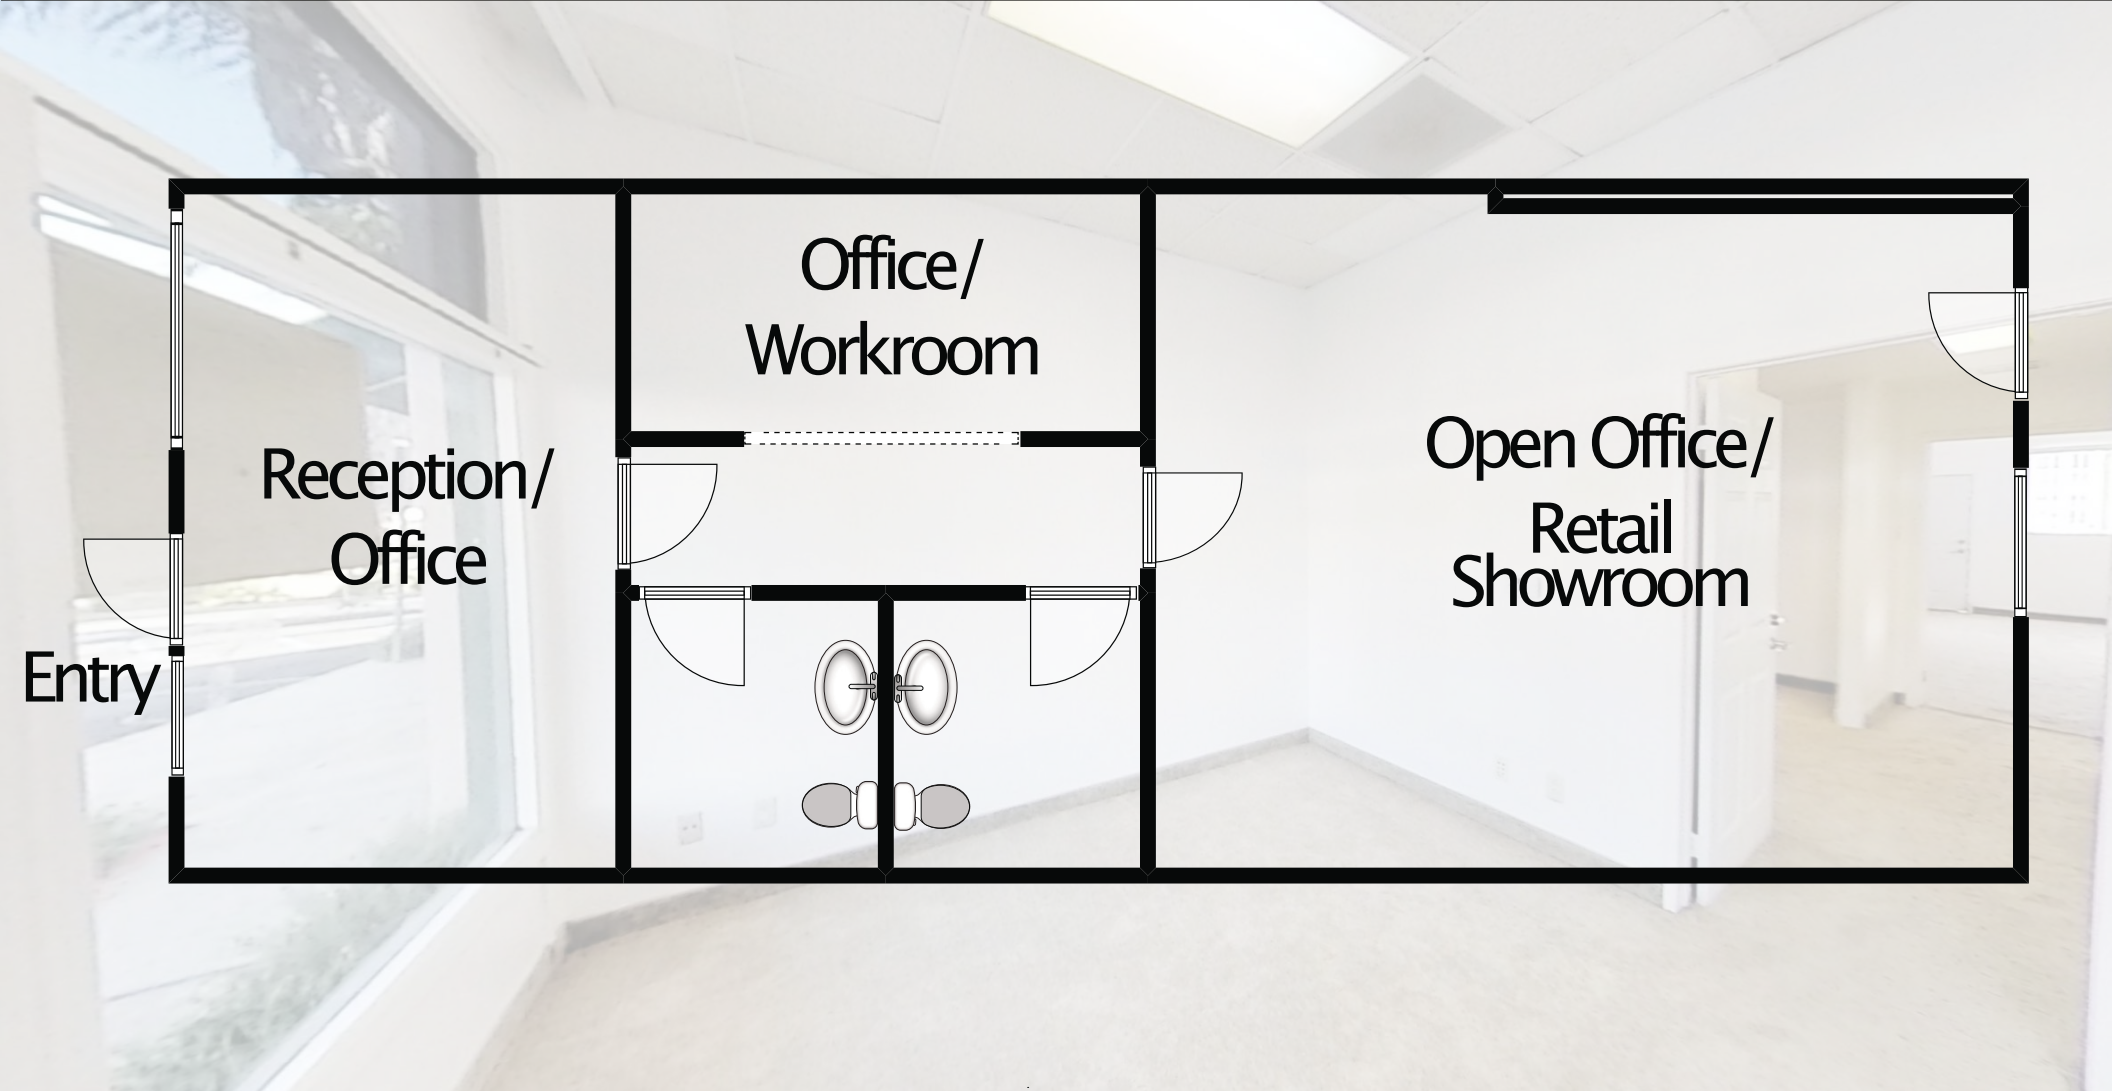 Office/
Workroom
Reception/
Office
Open Office/
Retail
Showroom
Entry